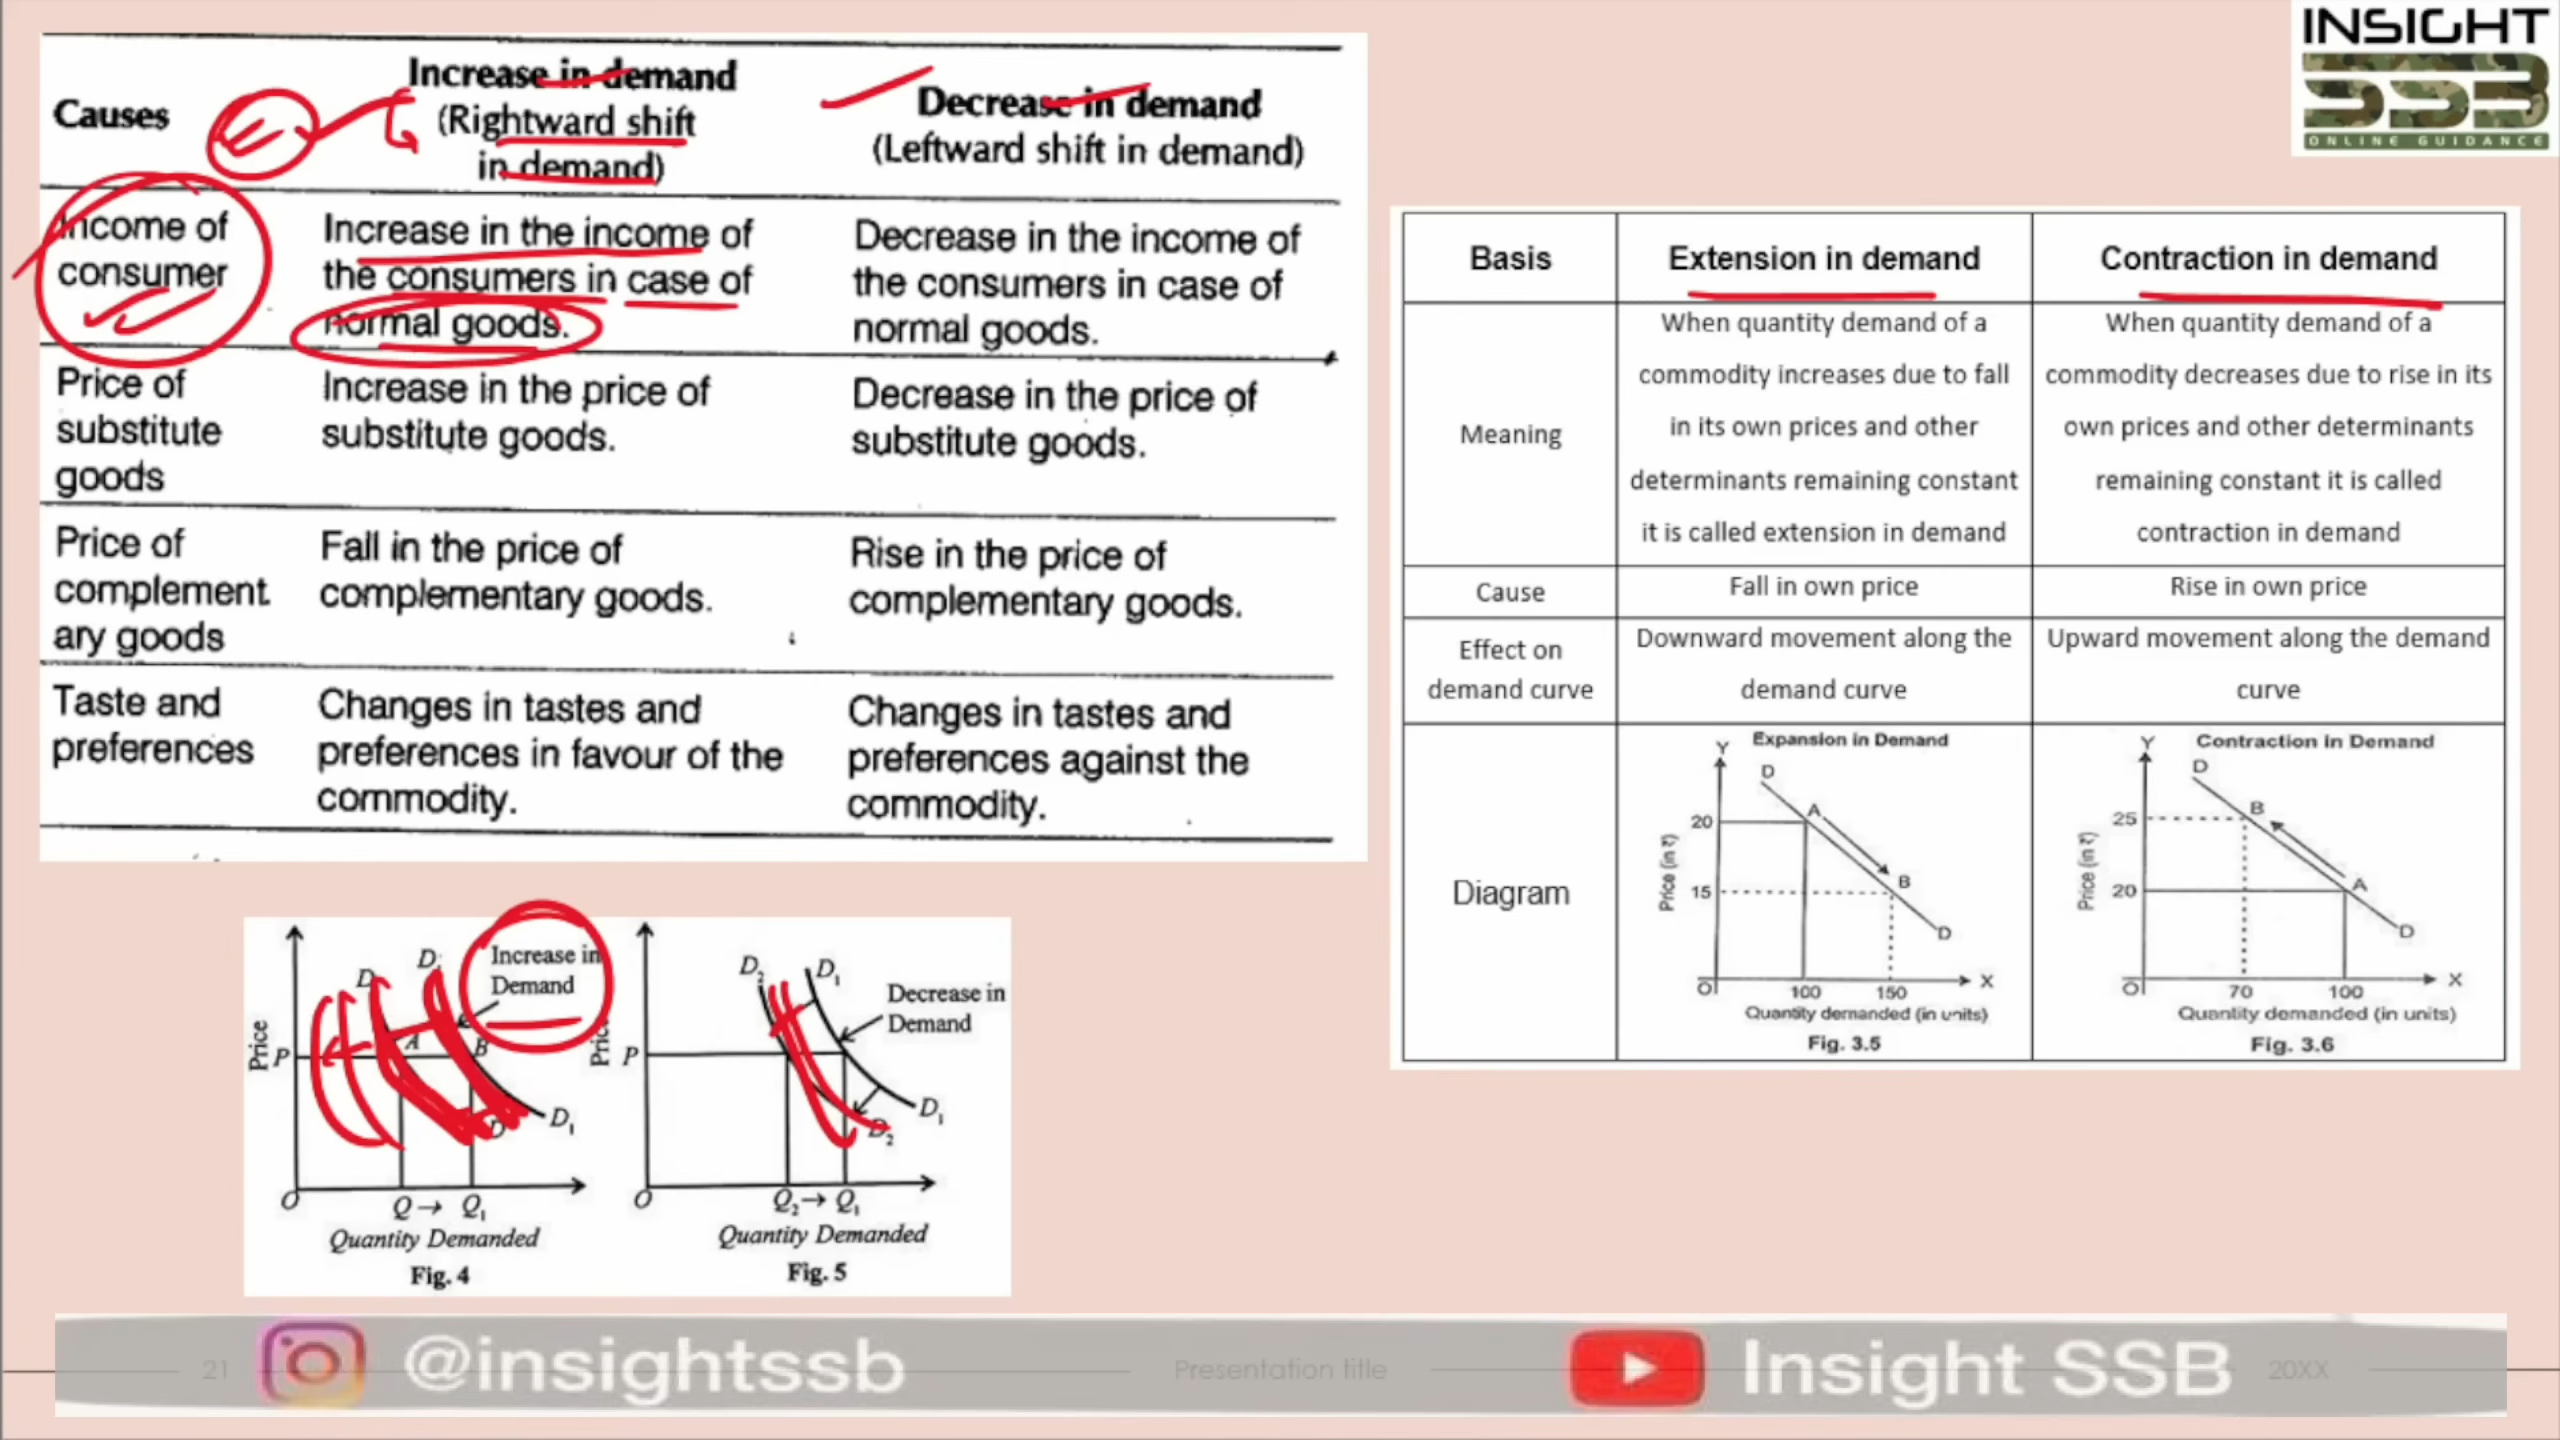 INSIGHT
SSB
ONLINE GUIDANCE
Causes
Increase in demand
(Rightward shift
in demand)
Decrease in demand
(Leftward shift in demand)
Income of
consumer
Increase in the income of
the consumers in case of
normal goods.
Decrease in the income of
the consumers in case of
normal goods.
Price of
substitute
goods
Increase in the price of
substitute goods.
Decrease in the price of
substitute goods.
Price of
complement
ary goods
Fall in the price of
complementary goods.
Rise in the price of
complementary goods.
Taste and
preferences
Changes in tastes and
preferences in favour of the
commodity.
Changes in tastes and
preferences against the
commodity.
Basis
Extension in demand
Contraction in demand
Meaning
When quantity demand of a
commodity increases due to fall
in its own prices and other
determinants remaining constant
it is called extension in demand
When quantity demand of a
commodity decreases due to rise in its
own prices and other determinants
remaining constant it is called
contraction in demand
Cause
Fall in own price
Rise in own price
Effect on
demand curve
Downward movement along the
demand curve
Upward movement along the demand
curve
Diagram
Expansion in Demand
Y
D
A
20
15
B
D
Price (in ₹)
O
100
150
X
Quantity demanded (in units)
Fig. 3.5
Contraction in Demand
Y
D
B
25
20
A
D
Price (in ₹)
O
70
100
X
Quantity demanded (in units)
Fig. 3.6
Price
P
D
D₁
Increase in
Demand
A
B
D
D₁
O
Q → Q₁
Quantity Demanded
Fig. 4
P
D₂
D₁
Decrease in
Demand
D₁
D₂
O
Q₂ → Q₁
Quantity Demanded
Fig. 5
21
@insightssb
Presentation title
Insight SSB
20XX